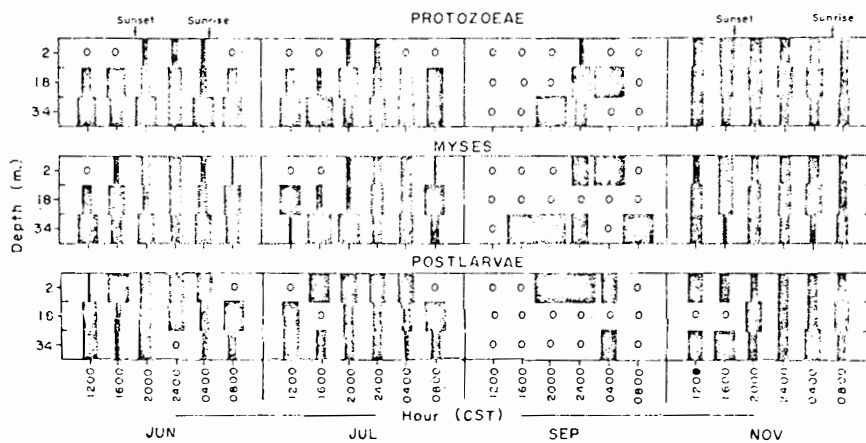 PROTOZOEAE
Sunset Sunrise Sunset Sunrise
2 O O O O O O O O O O O O
18 O O O O
34 O O O O
MYSES
2 O O O O O O O
18 O O O O O O
34 O O
POSTLARVAE
2 O O O O O O
18 O O O O O O O O O O
34 O O O O O O O
Depth (m.)
1200 1600 2000 2400 0400 0800 1200 1600 2000 2400 0400 0800 1200 1600 2000 2400 0400 0800 1200 1600 2000 2400 0400 0800
Hour (CST)
JUN JUL SEP NOV